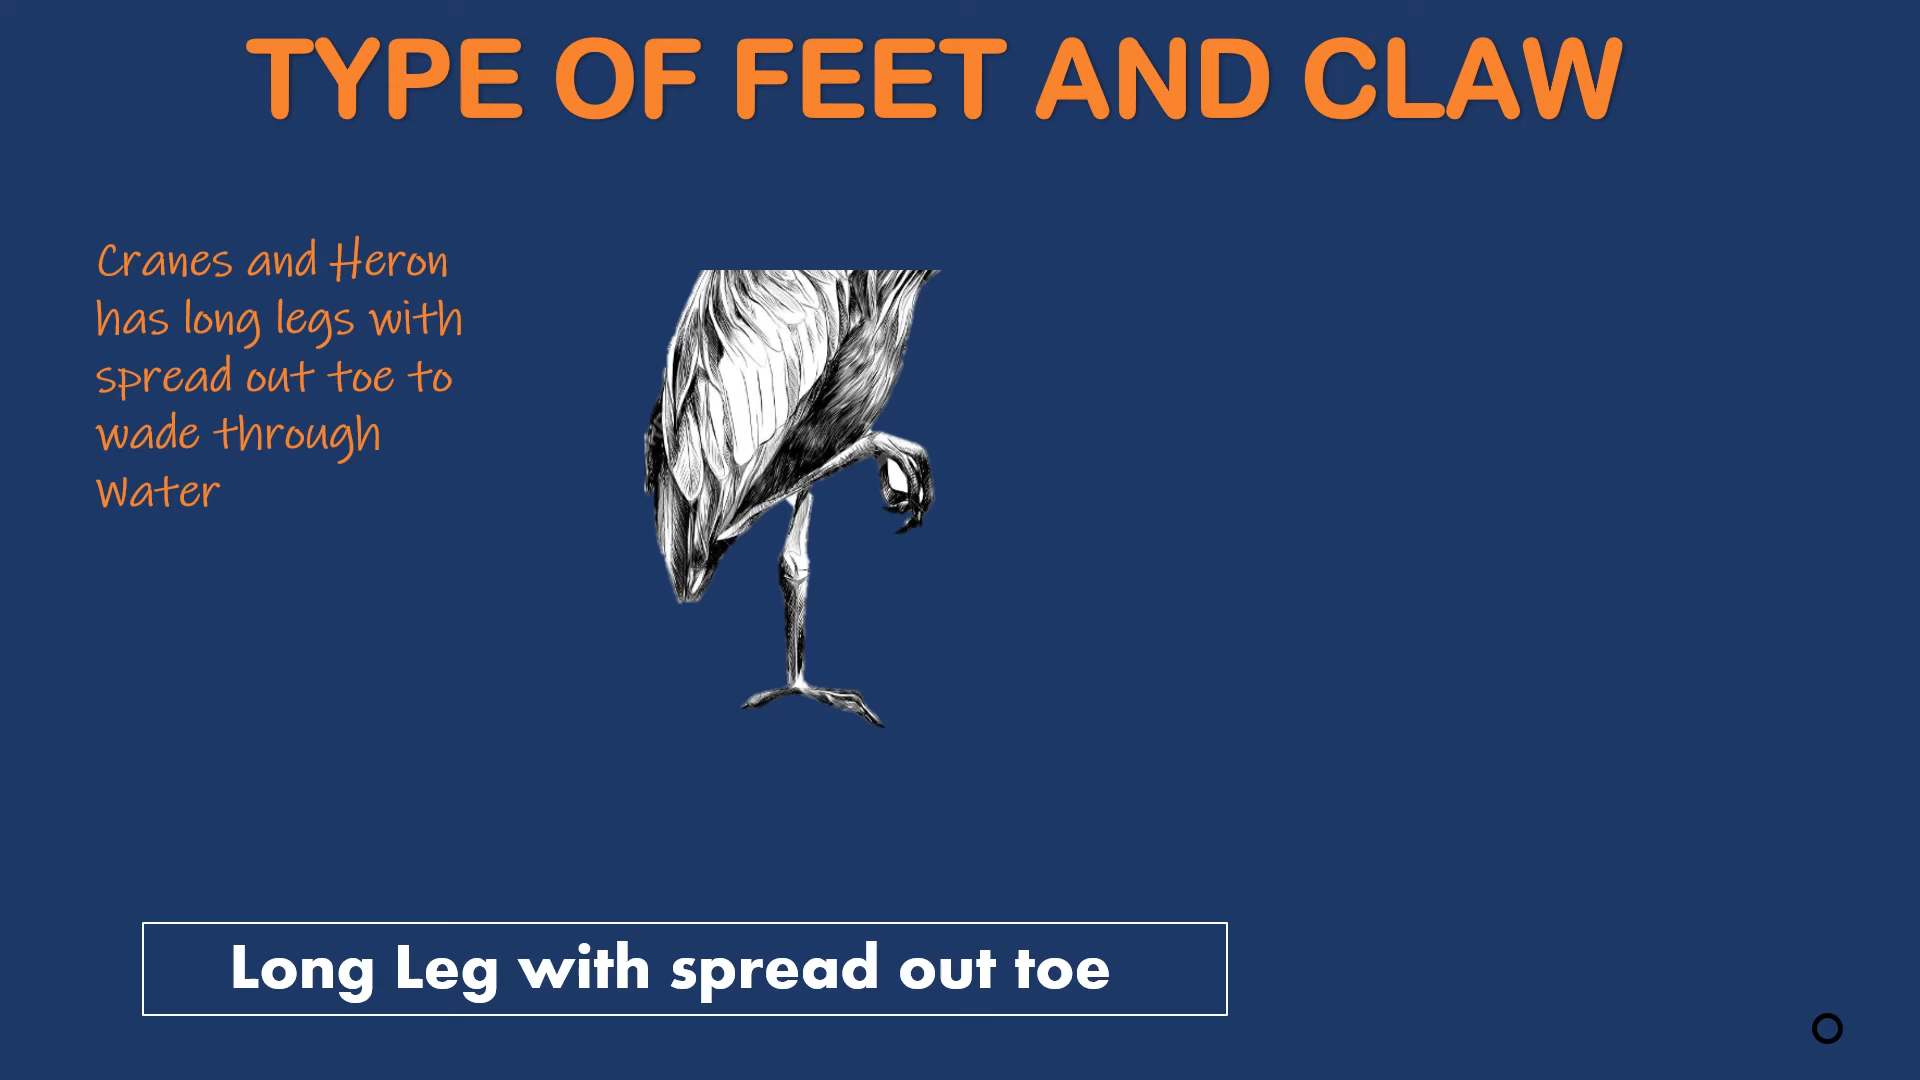 TYPE OF FEET AND CLAW
Cranes and Heron
has long legs with
spread out toe to
wade through
Water
Long Leg with spread out toe